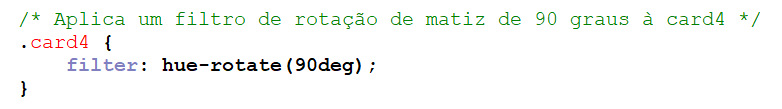 /* Aplica um filtro de rotação de matiz de 90 graus à card4 */
.card4 {
    filter: hue-rotate(90deg);
}